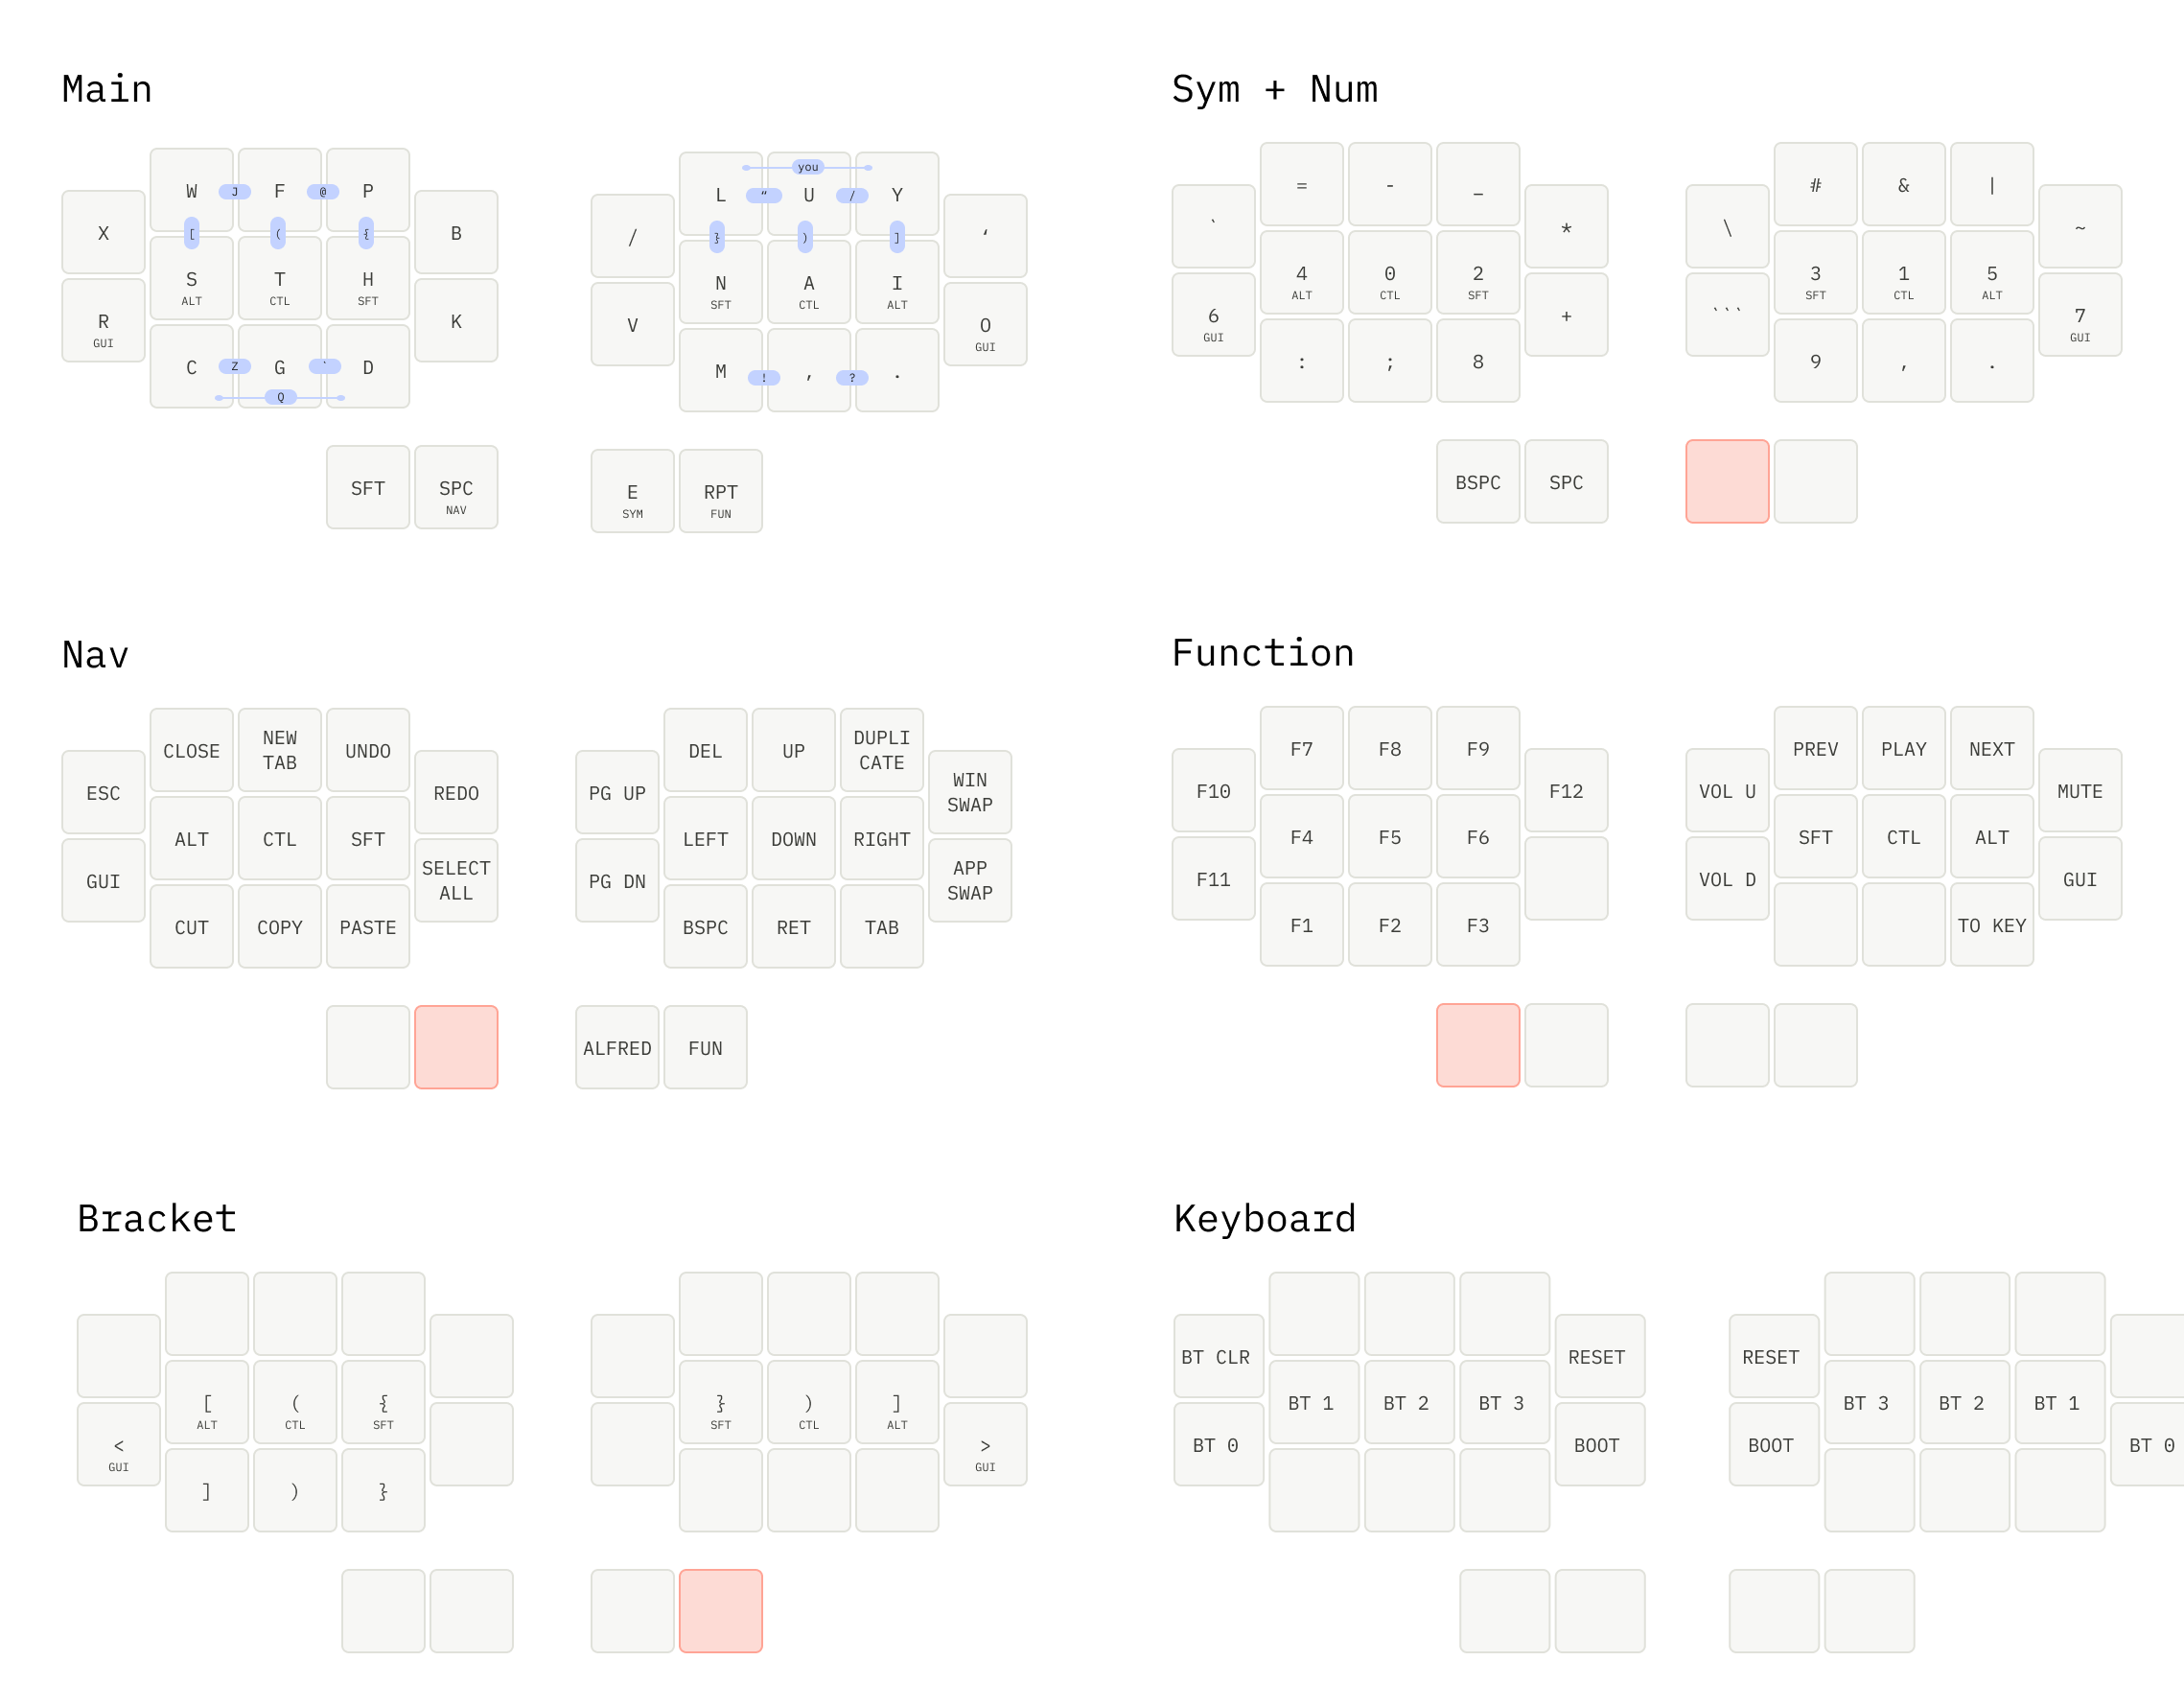 Main
W J F @ P
X [ ( { B
S T H
ALT CTL SFT
R K
GUI
C Z G ` D
Q
SFT SPC
NAV
you
L “ U / Y
/ } ) ] ‘
N A I
SFT CTL ALT
V O
GUI
M ! , ? .
E RPT
SYM FUN
Sym + Num
= - _
` *
4 0 2
ALT CTL SFT
6 +
GUI
: ; 8
BSPC SPC
# & |
\ ~
3 1 5
SFT CTL ALT
``` 7
GUI
9 , .
Nav
CLOSE NEW TAB UNDO
ESC REDO
ALT CTL SFT
GUI SELECT ALL
CUT COPY PASTE
DEL UP DUPLI CATE
PG UP WIN SWAP
LEFT DOWN RIGHT
PG DN APP SWAP
BSPC RET TAB
ALFRED FUN
Function
F7 F8 F9
F10 F12
F4 F5 F6
F11
F1 F2 F3
PREV PLAY NEXT
VOL U MUTE
SFT CTL ALT
VOL D GUI
TO KEY
Bracket
[ ( {
ALT CTL SFT
<
GUI
] ) }
} ) ]
SFT CTL ALT
>
GUI
Keyboard
BT CLR RESET
BT 1 BT 2 BT 3
BT 0 BOOT
RESET
BT 3 BT 2 BT 1
BOOT BT 0